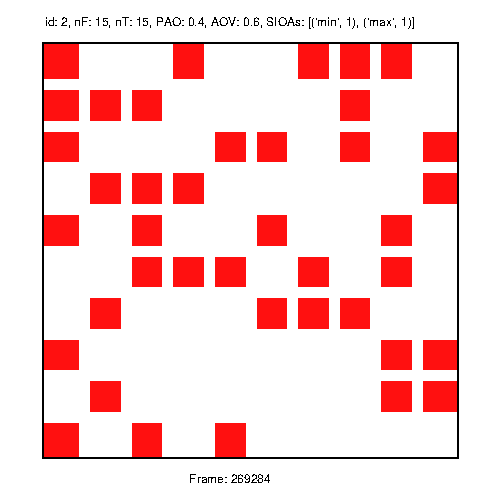 id: 2, nF: 15, nT: 15, PAO: 0.4, AOV: 0.6, SIOAs: [('min', 1), ('max', 1)]
Frame: 269284